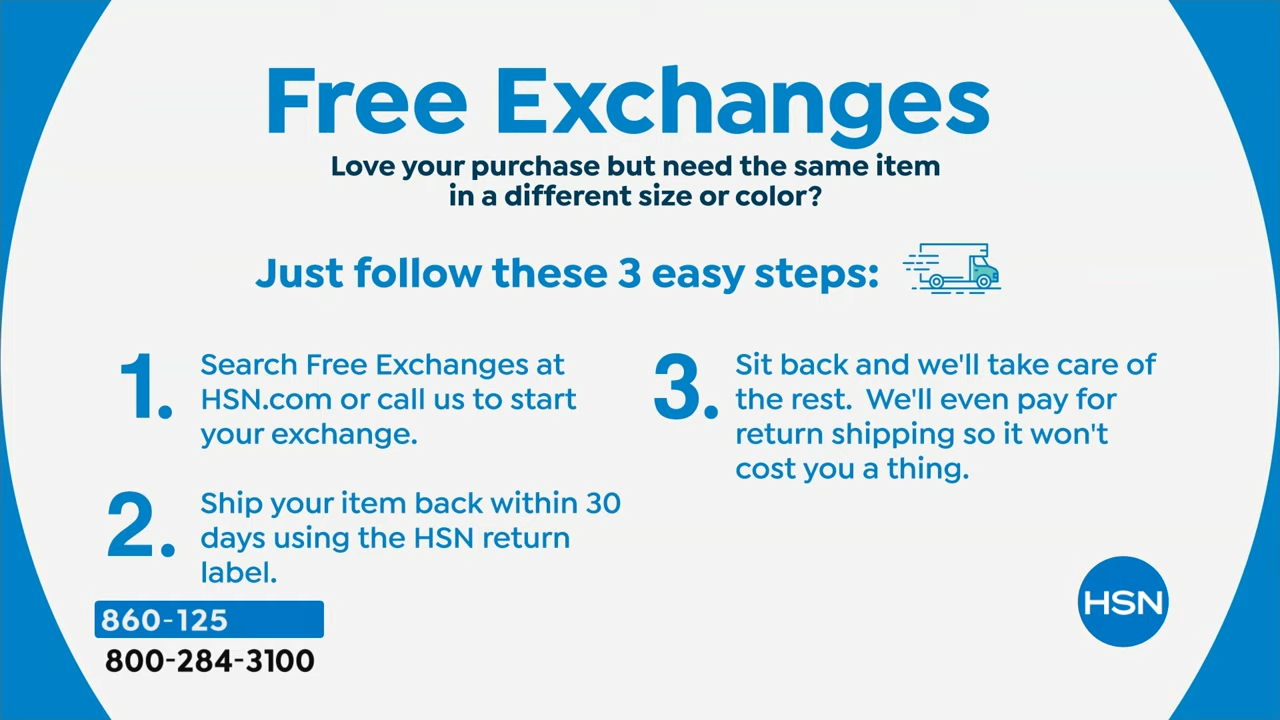 Free Exchanges
Love your purchase but need the same item
in a different size or color?
Just follow these 3 easy steps:
1. Search Free Exchanges at
HSN.com or call us to start
your exchange.
2. Ship your item back within 30
days using the HSN return
label.
3. Sit back and we'll take care of
the rest.  We'll even pay for
return shipping so it won't
cost you a thing.
860-125
800-284-3100
HSN